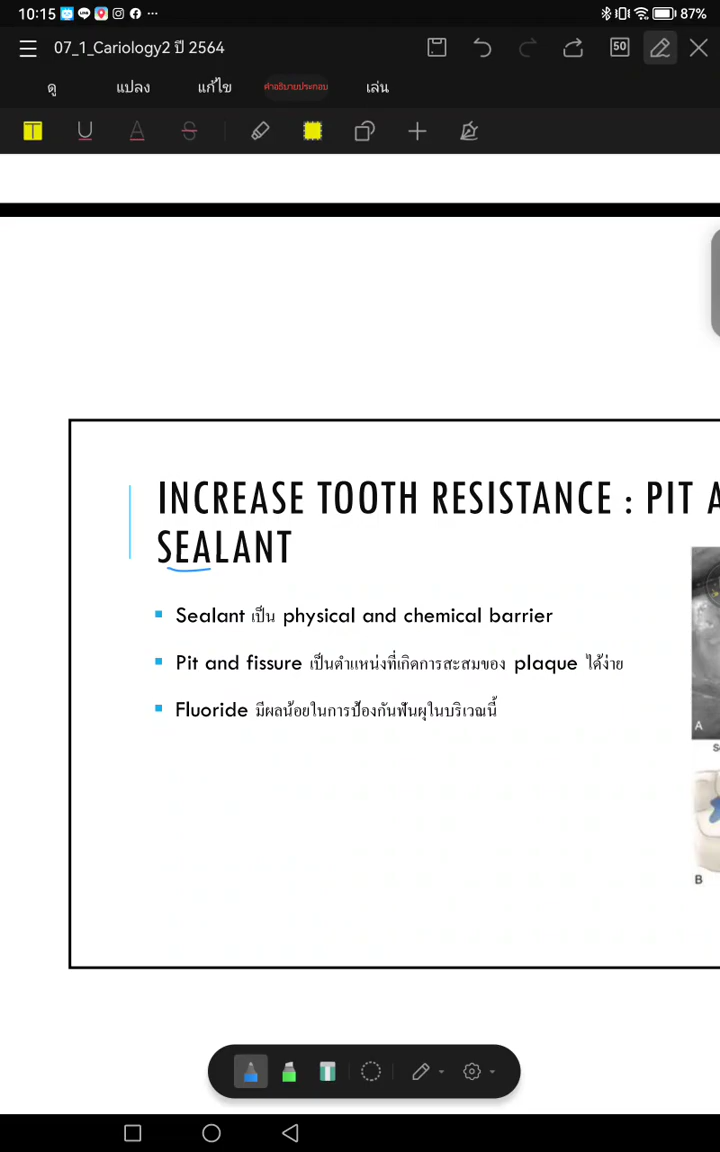 10:15
87%
07_1_Cariology2 ปี 2564
50
ดู แปลง แก้ไข คำอธิบายประกอบ เล่น
INCREASE TOOTH RESISTANCE : PIT A
SEALANT
Sealant เป็น physical and chemical barrier
Pit and fissure เป็นตำแหน่งที่เกิดการสะสมของ plaque ได้ง่าย
Fluoride มีผลน้อยในการป้องกันฟันผุในบริเวณนี้
A
S
B